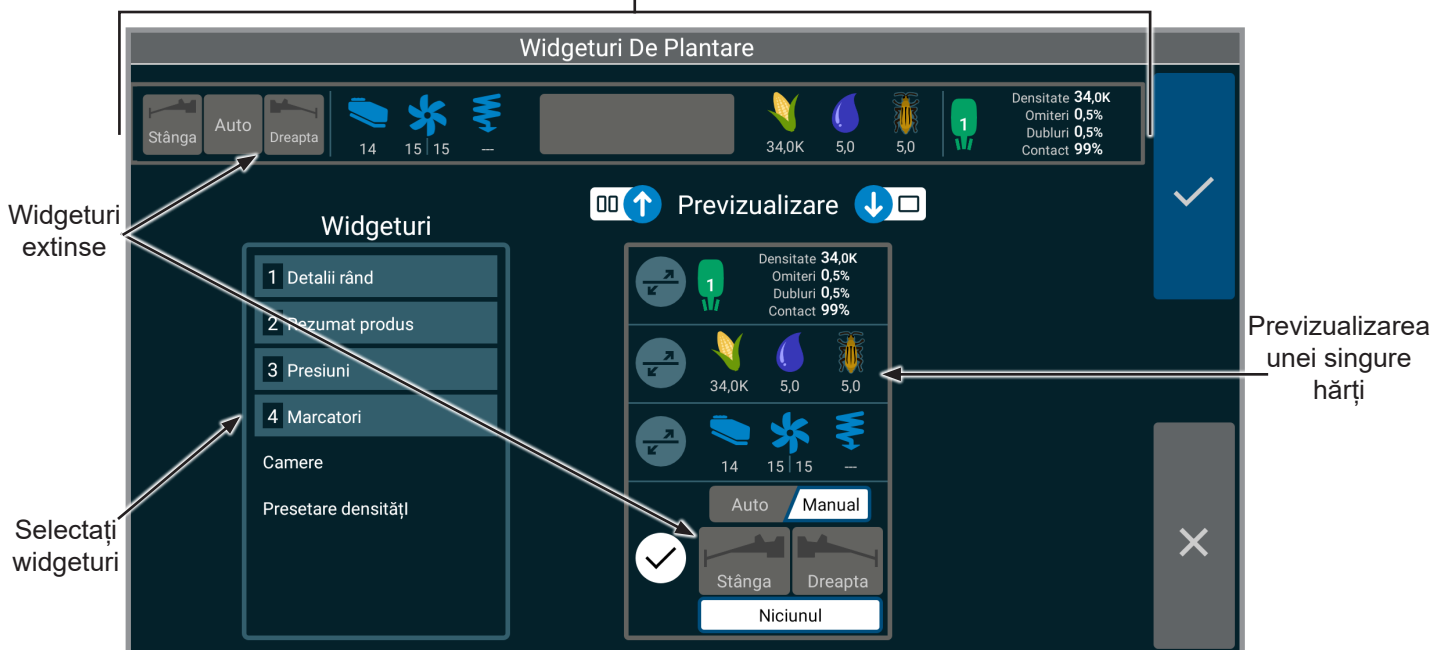 Widgeturi De Plantare
Stânga
Auto
Dreapta
14
15 15
---
34,0K
5,0
5,0
1
Densitate 34,0K
Omiteri 0,5%
Dubluri 0,5%
Contact 99%
Widgeturi
extinse
Previzualizare
Widgeturi
1 Detalii rând
2 Rezumat produs
3 Presiuni
4 Marcatori
Camere
Presetare densitățI
Selectați
widgeturi
1
Densitate 34,0K
Omiteri 0,5%
Dubluri 0,5%
Contact 99%
34,0K
5,0
5,0
14
15 15
---
Auto
Manual
Stânga
Dreapta
Niciunul
Previzualizarea
unei singure
hărți